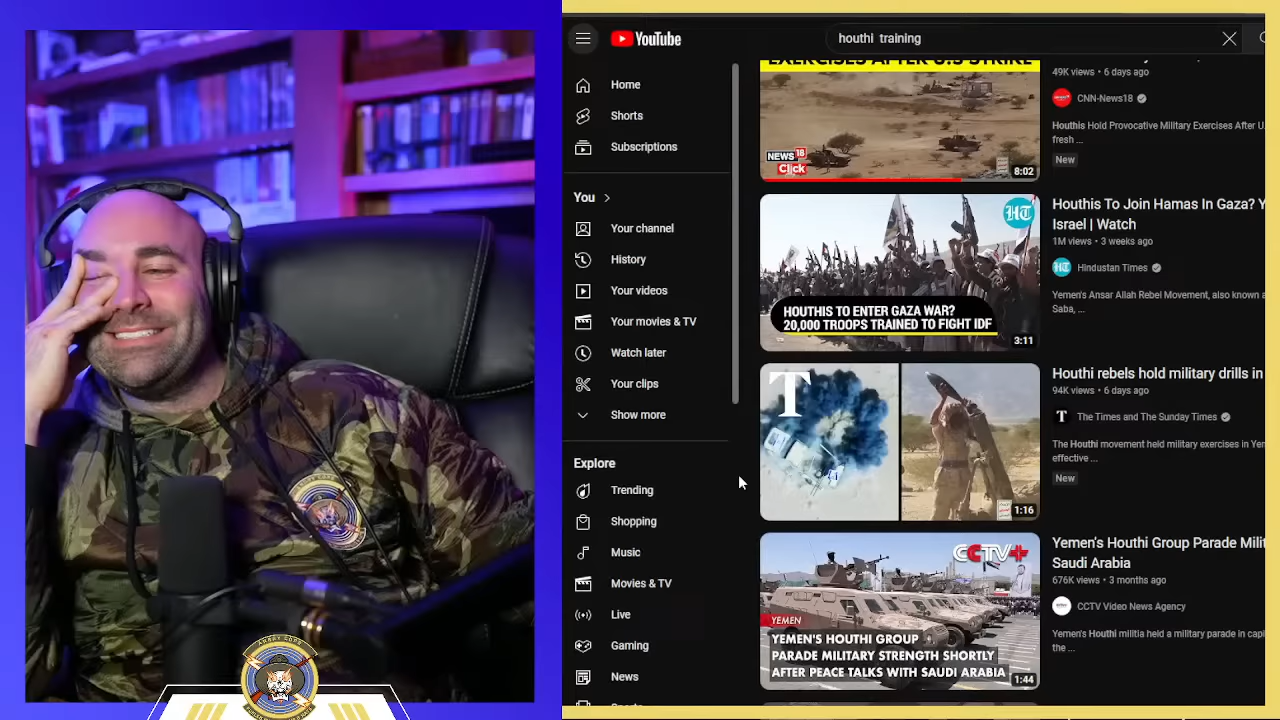 YouTube
houthi training
Home
Shorts
Subscriptions
You
Your channel
History
Your videos
Your movies & TV
Watch later
Your clips
Show more
Explore
Trending
Shopping
Music
Movies & TV
Live
Gaming
News
EXERCISES AFTER U.S STRIKE
NEWS 18
Click
8:02
49K views • 6 days ago
CNN-News18
Houthis Hold Provocative Military Exercises After U.
fresh ...
New
HT
HOUTHIS TO ENTER GAZA WAR?
20,000 TROOPS TRAINED TO FIGHT IDF
3:11
Houthis To Join Hamas In Gaza? Y
Israel | Watch
1M views • 3 weeks ago
Hindustan Times
Yemen's Ansar Allah Rebel Movement, also known a
Saba, ...
T
1:16
Houthi rebels hold military drills in
94K views • 6 days ago
The Times and The Sunday Times
The Houthi movement held military exercises in Yem
effective ...
New
CCTV+
YEMEN
YEMEN'S HOUTHI GROUP
PARADE MILITARY STRENGTH SHORTLY
AFTER PEACE TALKS WITH SAUDI ARABIA
1:44
Yemen's Houthi Group Parade Milit
Saudi Arabia
676K views • 3 months ago
CCTV Video News Agency
Yemen's Houthi militia held a military parade in capi
the ...